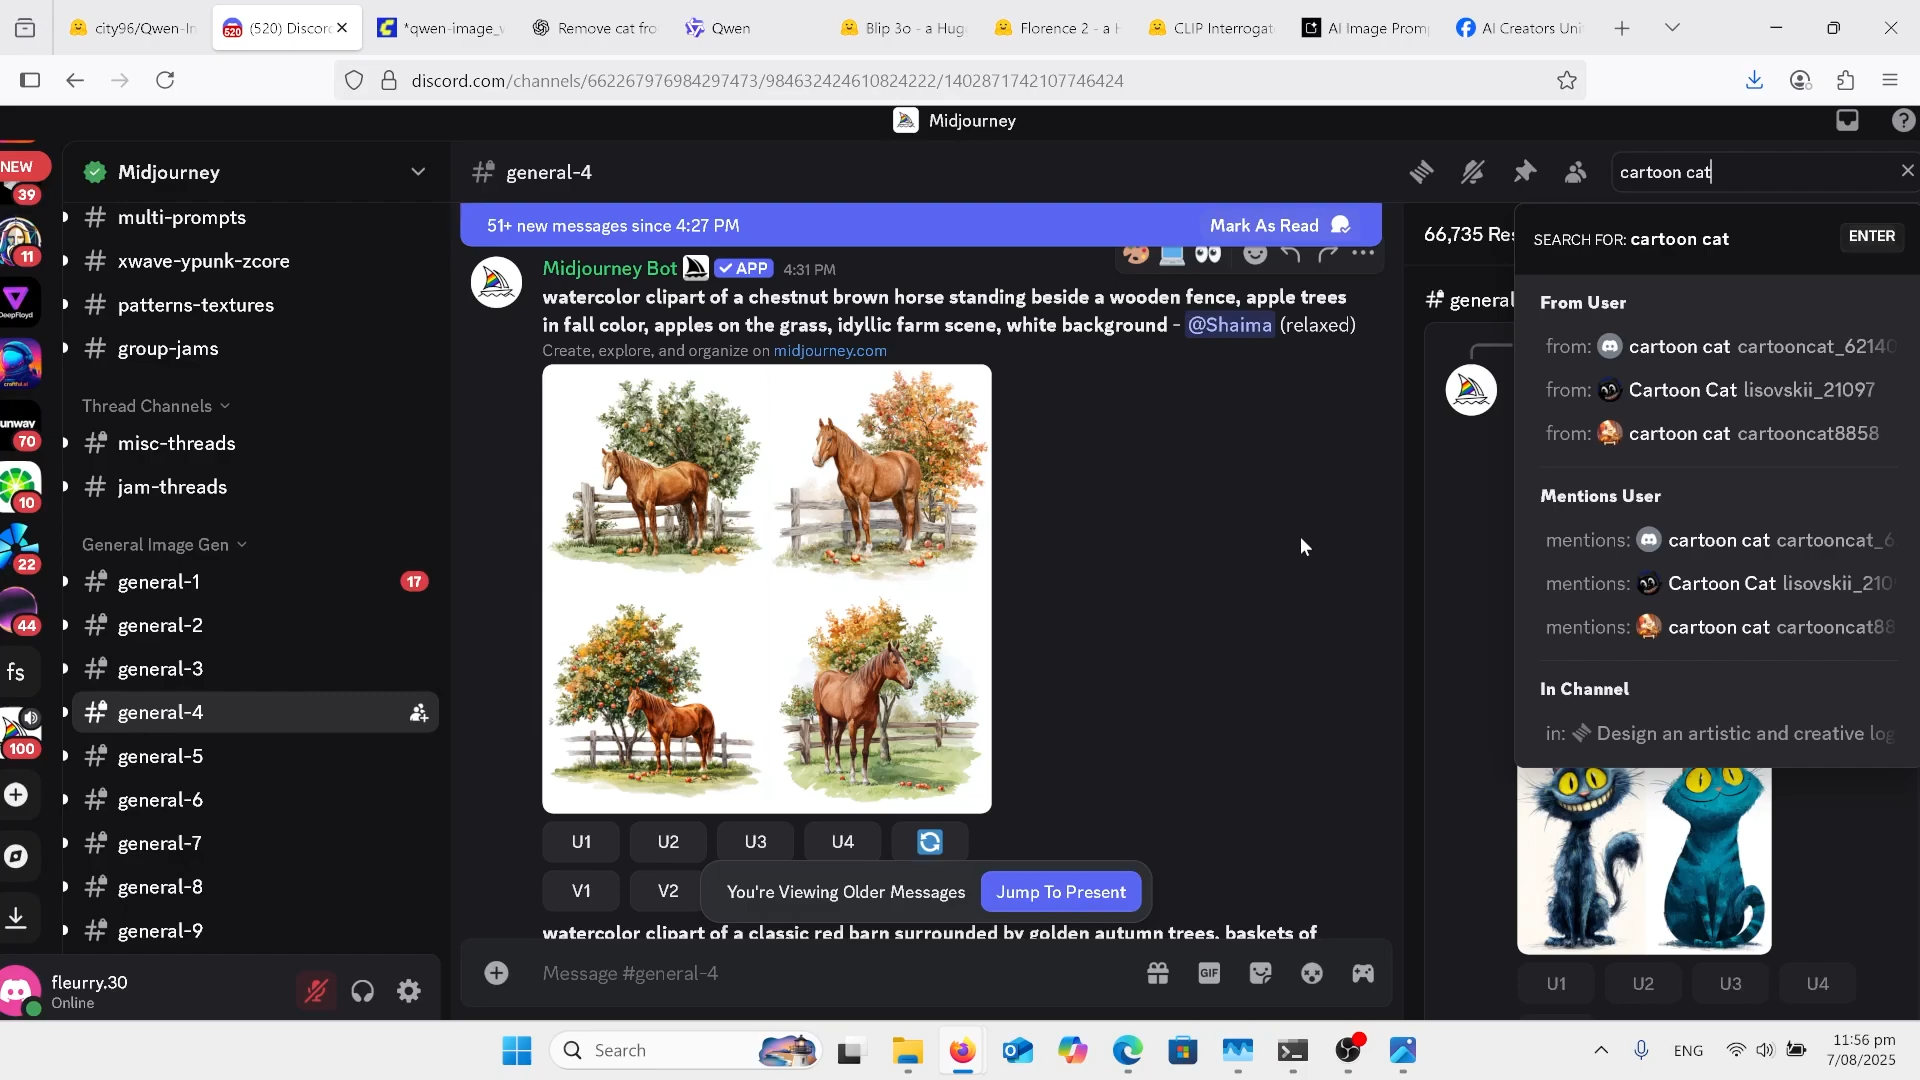 city96/Qwen-In
(520) Discord
*qwen-image_v
Remove cat fro
Qwen
Blip 3o - a Hug
Florence 2 - a H
CLIP Interrogat
AI Image Prom
AI Creators Uni
discord.com/channels/662267976984297473/984632424610824222/1402871742107746424
Midjourney
NEW
39
11
DeepFloyd
70
10
22
44
fs
100
Midjourney
multi-prompts
xwave-ypunk-zcore
patterns-textures
group-jams
Thread Channels
misc-threads
jam-threads
General Image Gen
general-1
17
general-2
general-3
general-4
general-5
general-6
general-7
general-8
general-9
fleurry.30
Online
general-4
51+ new messages since 4:27 PM
Mark As Read
Midjourney Bot APP 4:31 PM
watercolor clipart of a chestnut brown horse standing beside a wooden fence, apple trees
in fall color, apples on the grass, idyllic farm scene, white background - @Shaima (relaxed)
Create, explore, and organize on midjourney.com
U1 U2 U3 U4
V1 V2
You're Viewing Older Messages
Jump To Present
watercolor clipart of a classic red barn surrounded by golden autumn trees, baskets of
Message #general-4
GIF
cartoon cat
66,735 Res
# general
SEARCH FOR: cartoon cat
ENTER
From User
from: cartoon cat cartooncat_62140
from: Cartoon Cat lisovskii_21097
from: cartoon cat cartooncat8858
Mentions User
mentions: cartoon cat cartooncat_6
mentions: Cartoon Cat lisovskii_210
mentions: cartoon cat cartooncat88
In Channel
in: Design an artistic and creative log
U1 U2 U3 U4
Search
ENG
11:56 pm
7/08/2025